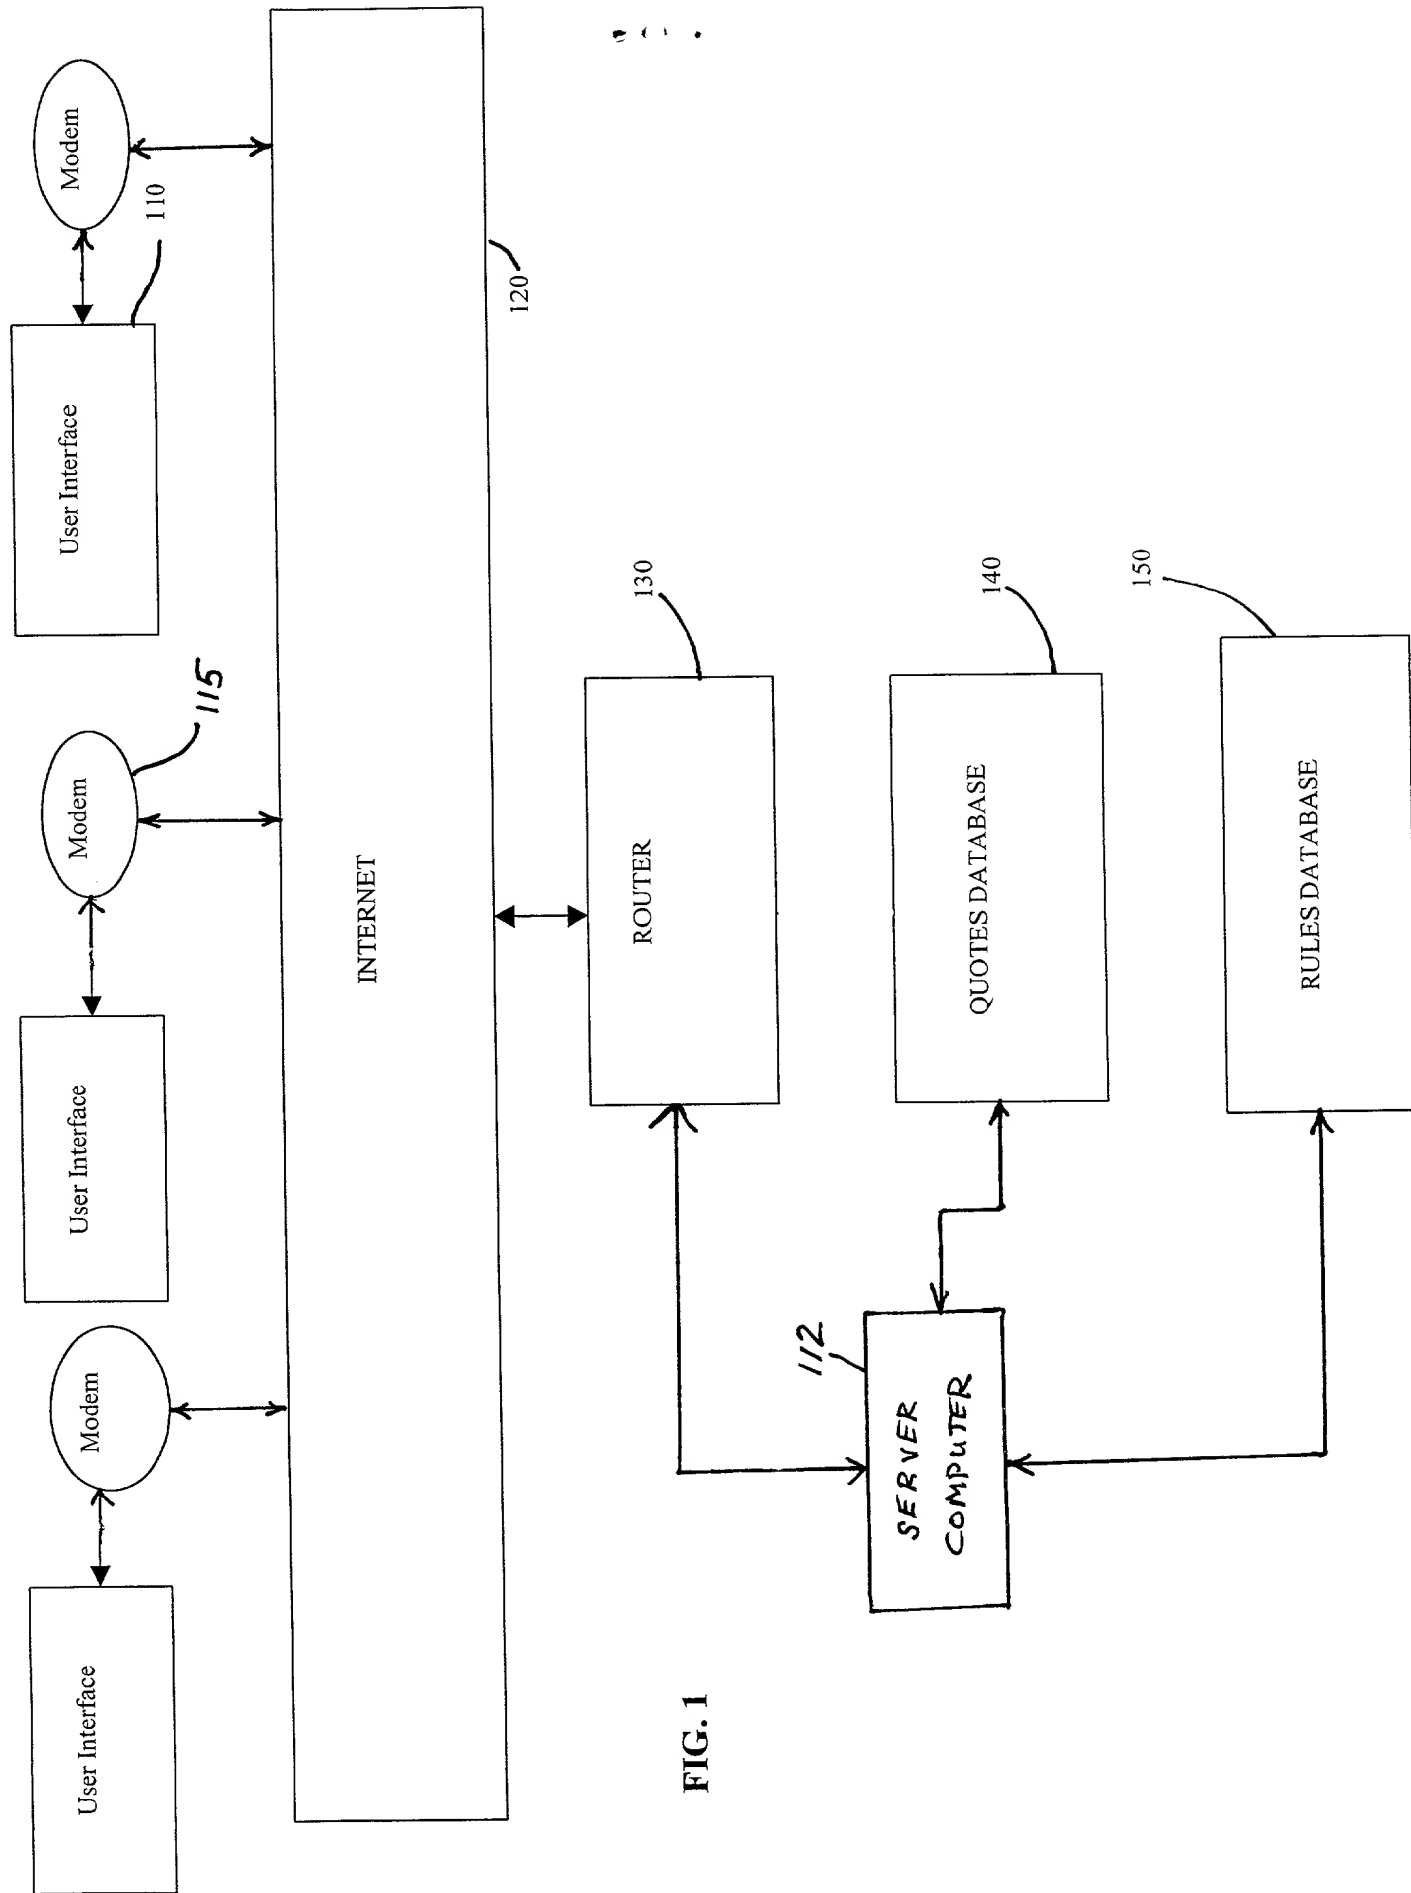 User Interface
Modem
User Interface
Modem
115
User Interface
Modem
110
INTERNET
120
ROUTER
130
112
SERVER
COMPUTER
QUOTES DATABASE
140
RULES DATABASE
150
FIG. 1